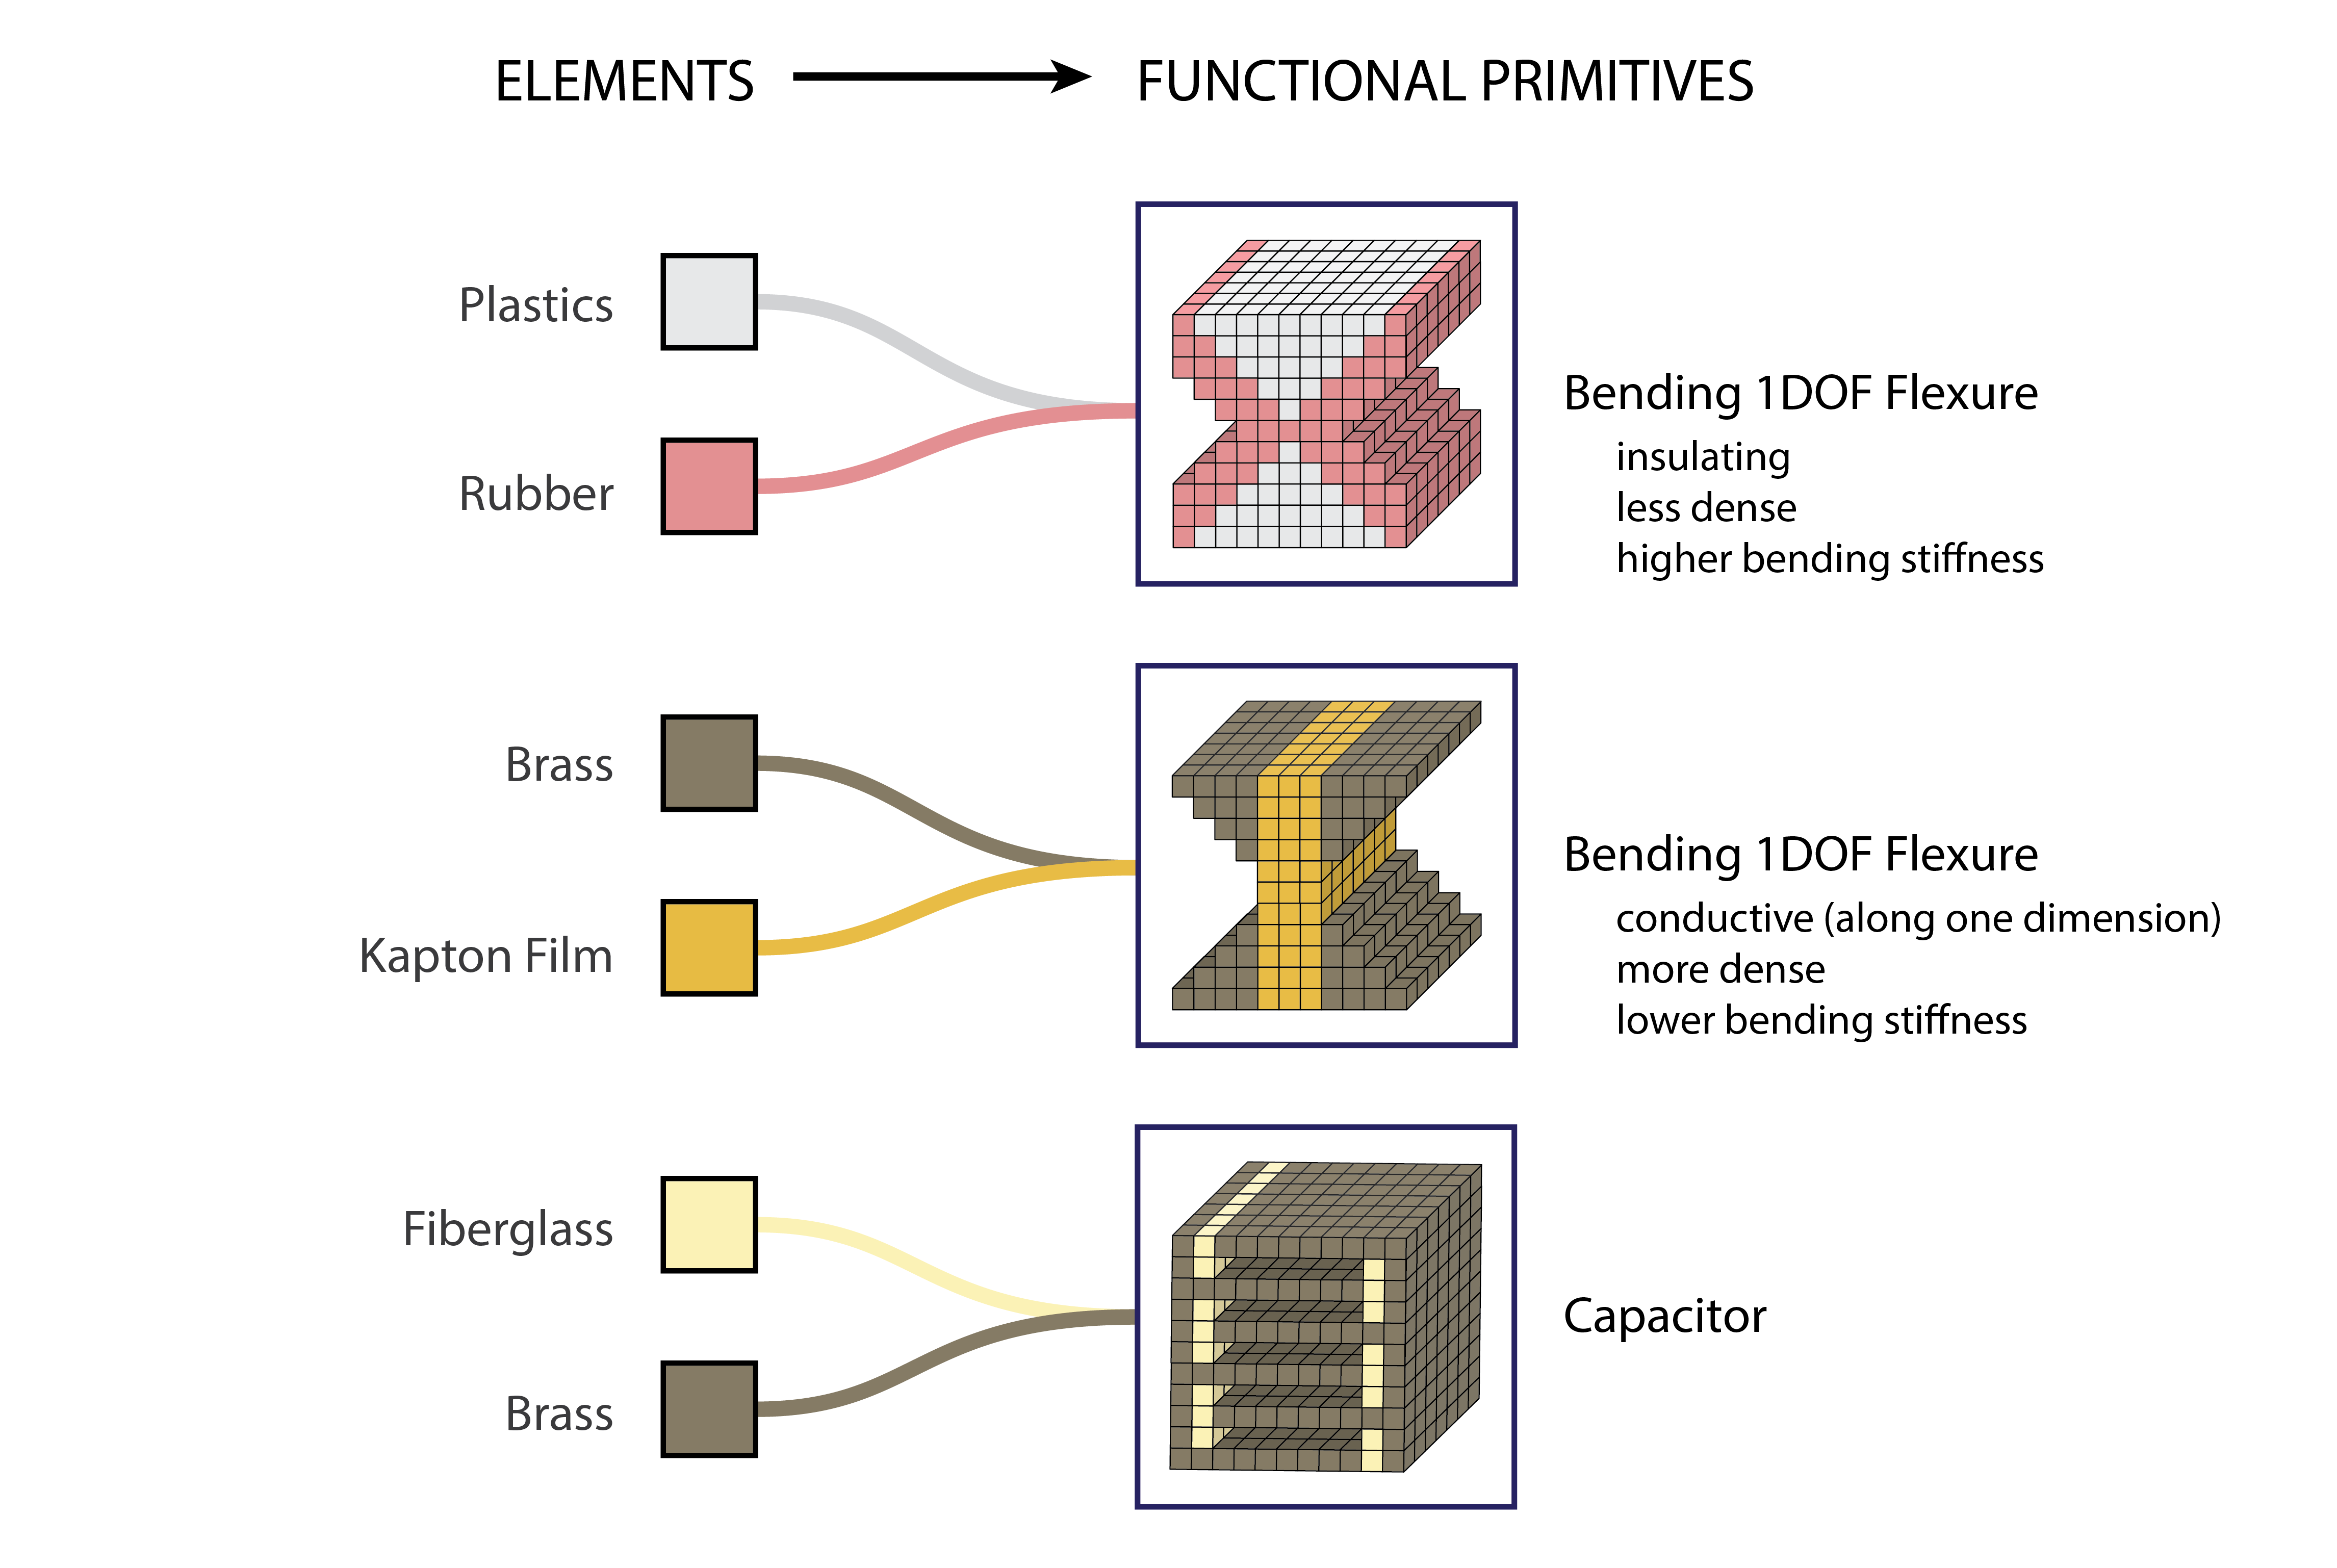 ELEMENTS
FUNCTIONAL PRIMITIVES
Plastics
Rubber
Bending 1DOF Flexure
insulating
less dense
higher bending stiffness
Brass
Kapton Film
Bending 1DOF Flexure
conductive (along one dimension)
more dense
lower bending stiffness
Fiberglass
Brass
Capacitor